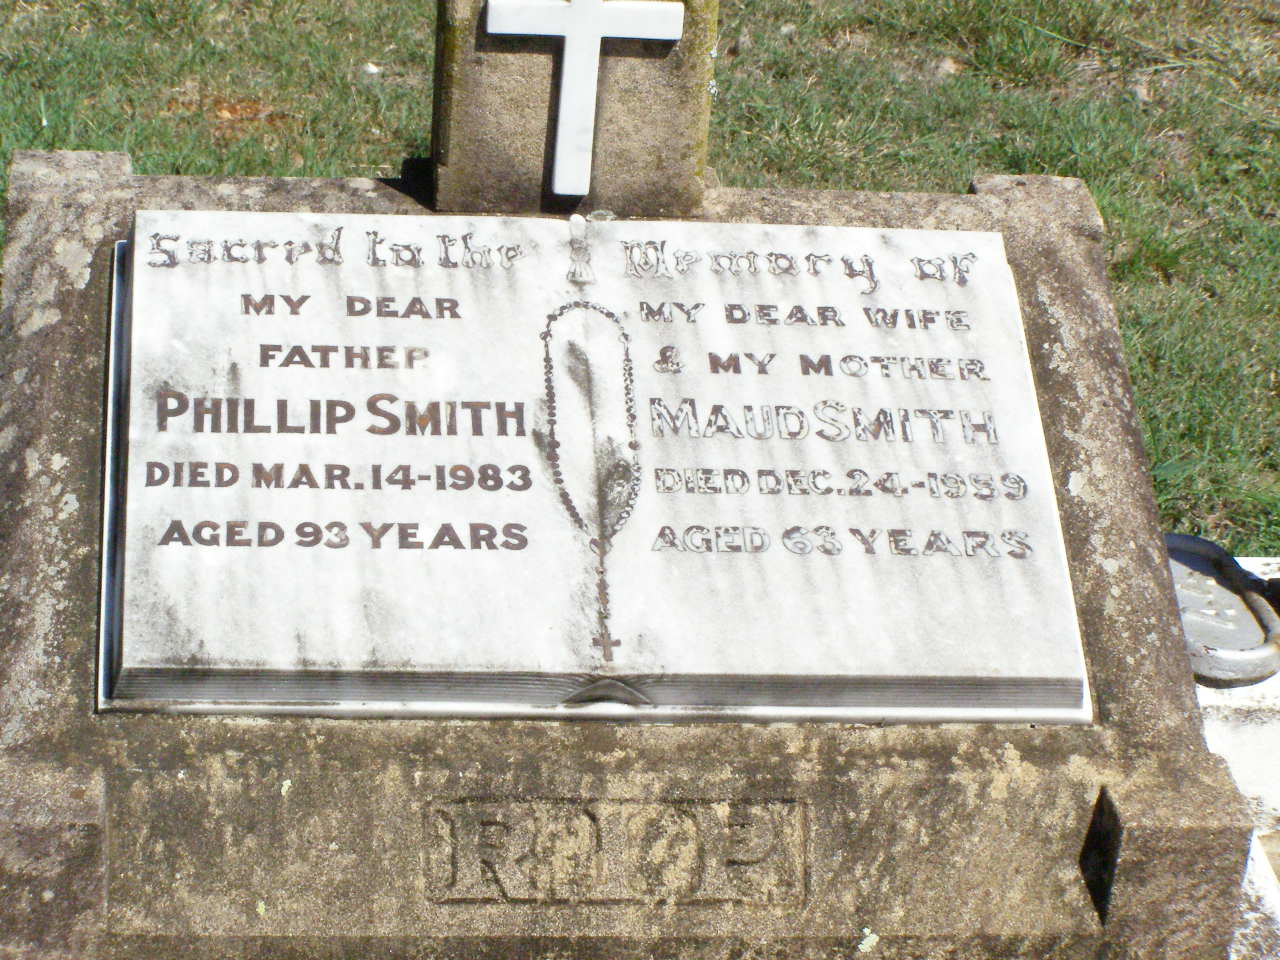 Sacred to the Memory of
MY DEAR
FATHER
PHILLIP SMITH
DIED MAR. 14-1983
AGED 93 YEARS
MY DEAR WIFE
& MY MOTHER
MAUD SMITH
DIED DEC. 24-1959
AGED 63 YEARS
R.I.P.